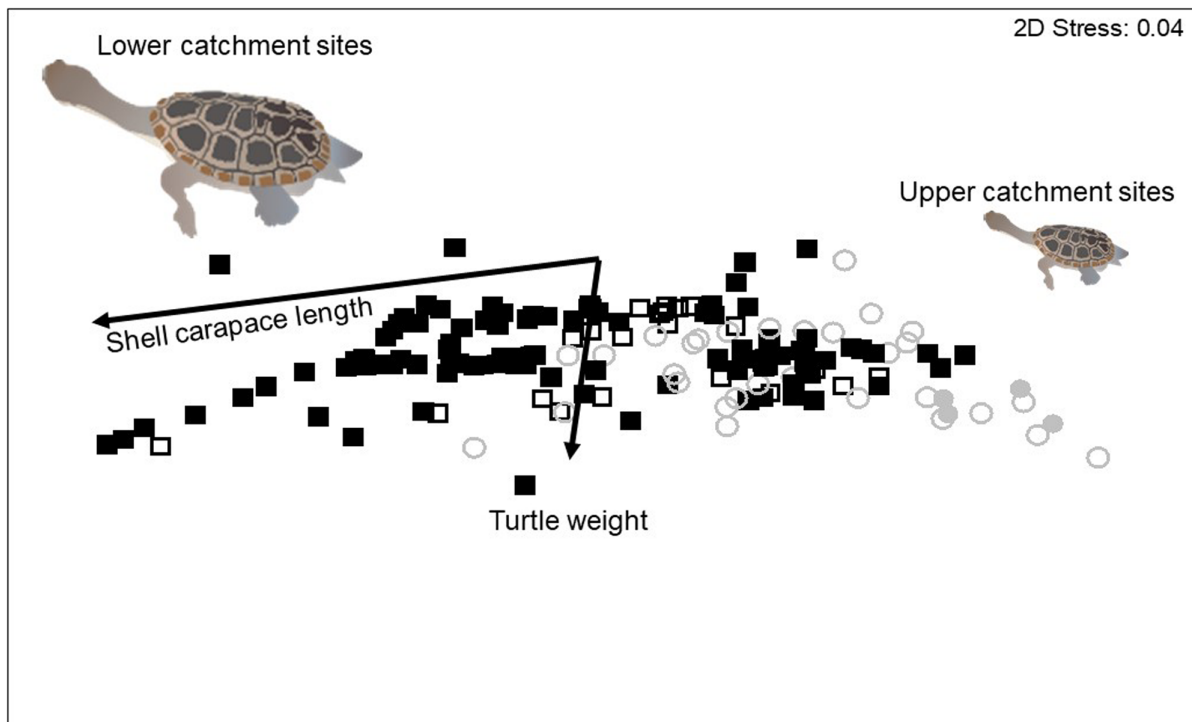 2D Stress: 0.04
Lower catchment sites
Upper catchment sites
Shell carapace length
Turtle weight